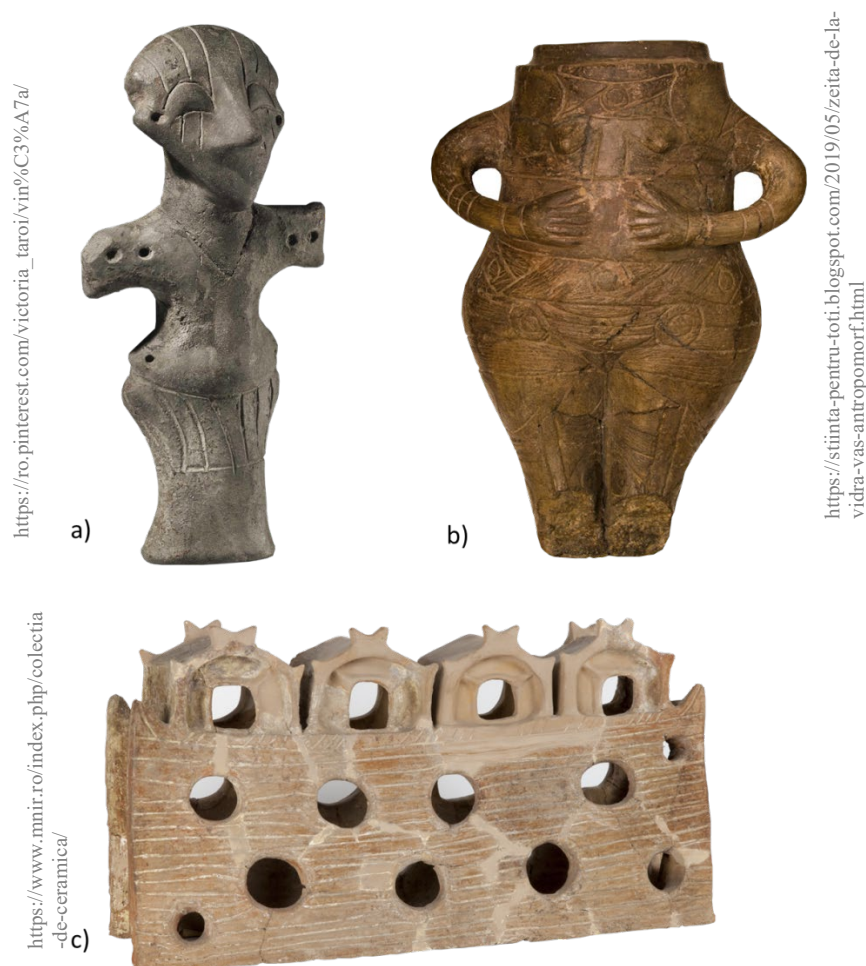 https://ro.pinterest.com/victoria_taroi/vin%C3%A7a/
a)
b)
https://stiinta-pentru-toti.blogspot.com/2019/05/zeita-de-la-
vidra-vas-antropomorf.html
https://www.mnir.ro/index.php/colectia
-de-ceramica/
c)